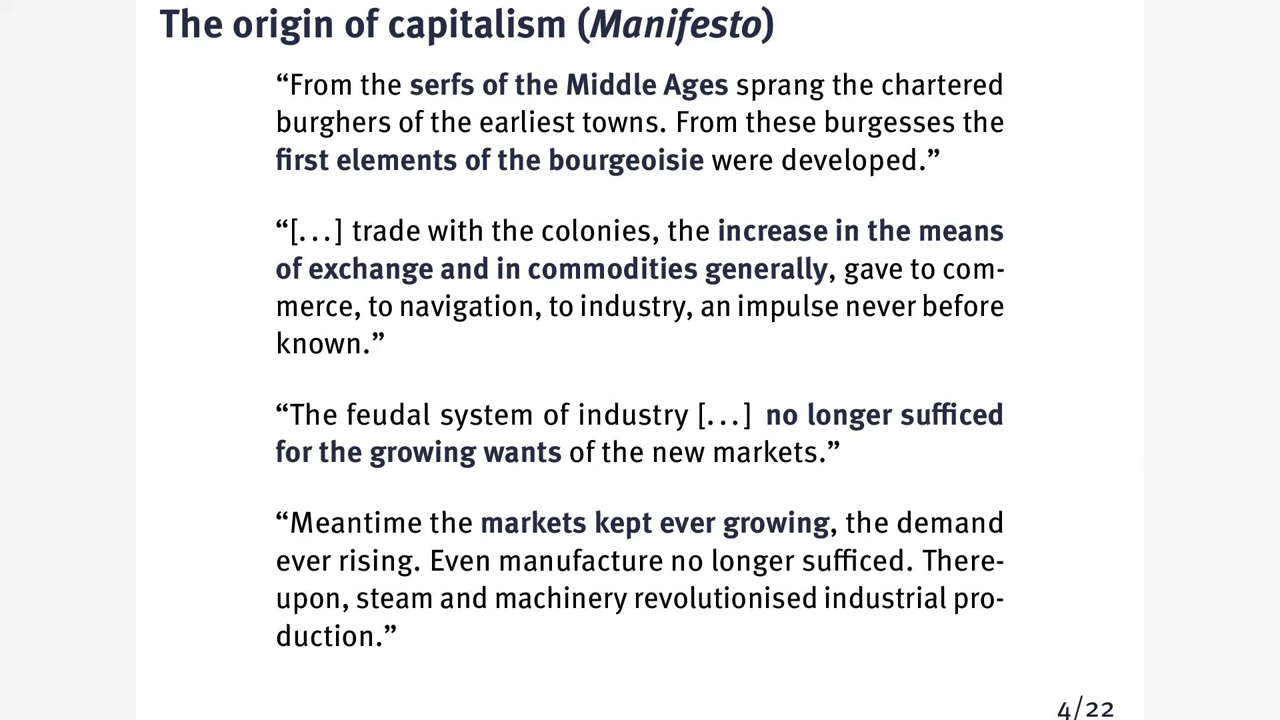 The origin of capitalism (Manifesto)
“From the serfs of the Middle Ages sprang the chartered
burghers of the earliest towns. From these burgesses the
first elements of the bourgeoisie were developed.”
“[...] trade with the colonies, the increase in the means
of exchange and in commodities generally, gave to com-
merce, to navigation, to industry, an impulse never before
known.”
“The feudal system of industry [...] no longer sufficed
for the growing wants of the new markets.”
“Meantime the markets kept ever growing, the demand
ever rising. Even manufacture no longer sufficed. There-
upon, steam and machinery revolutionised industrial pro-
duction.”
4/22